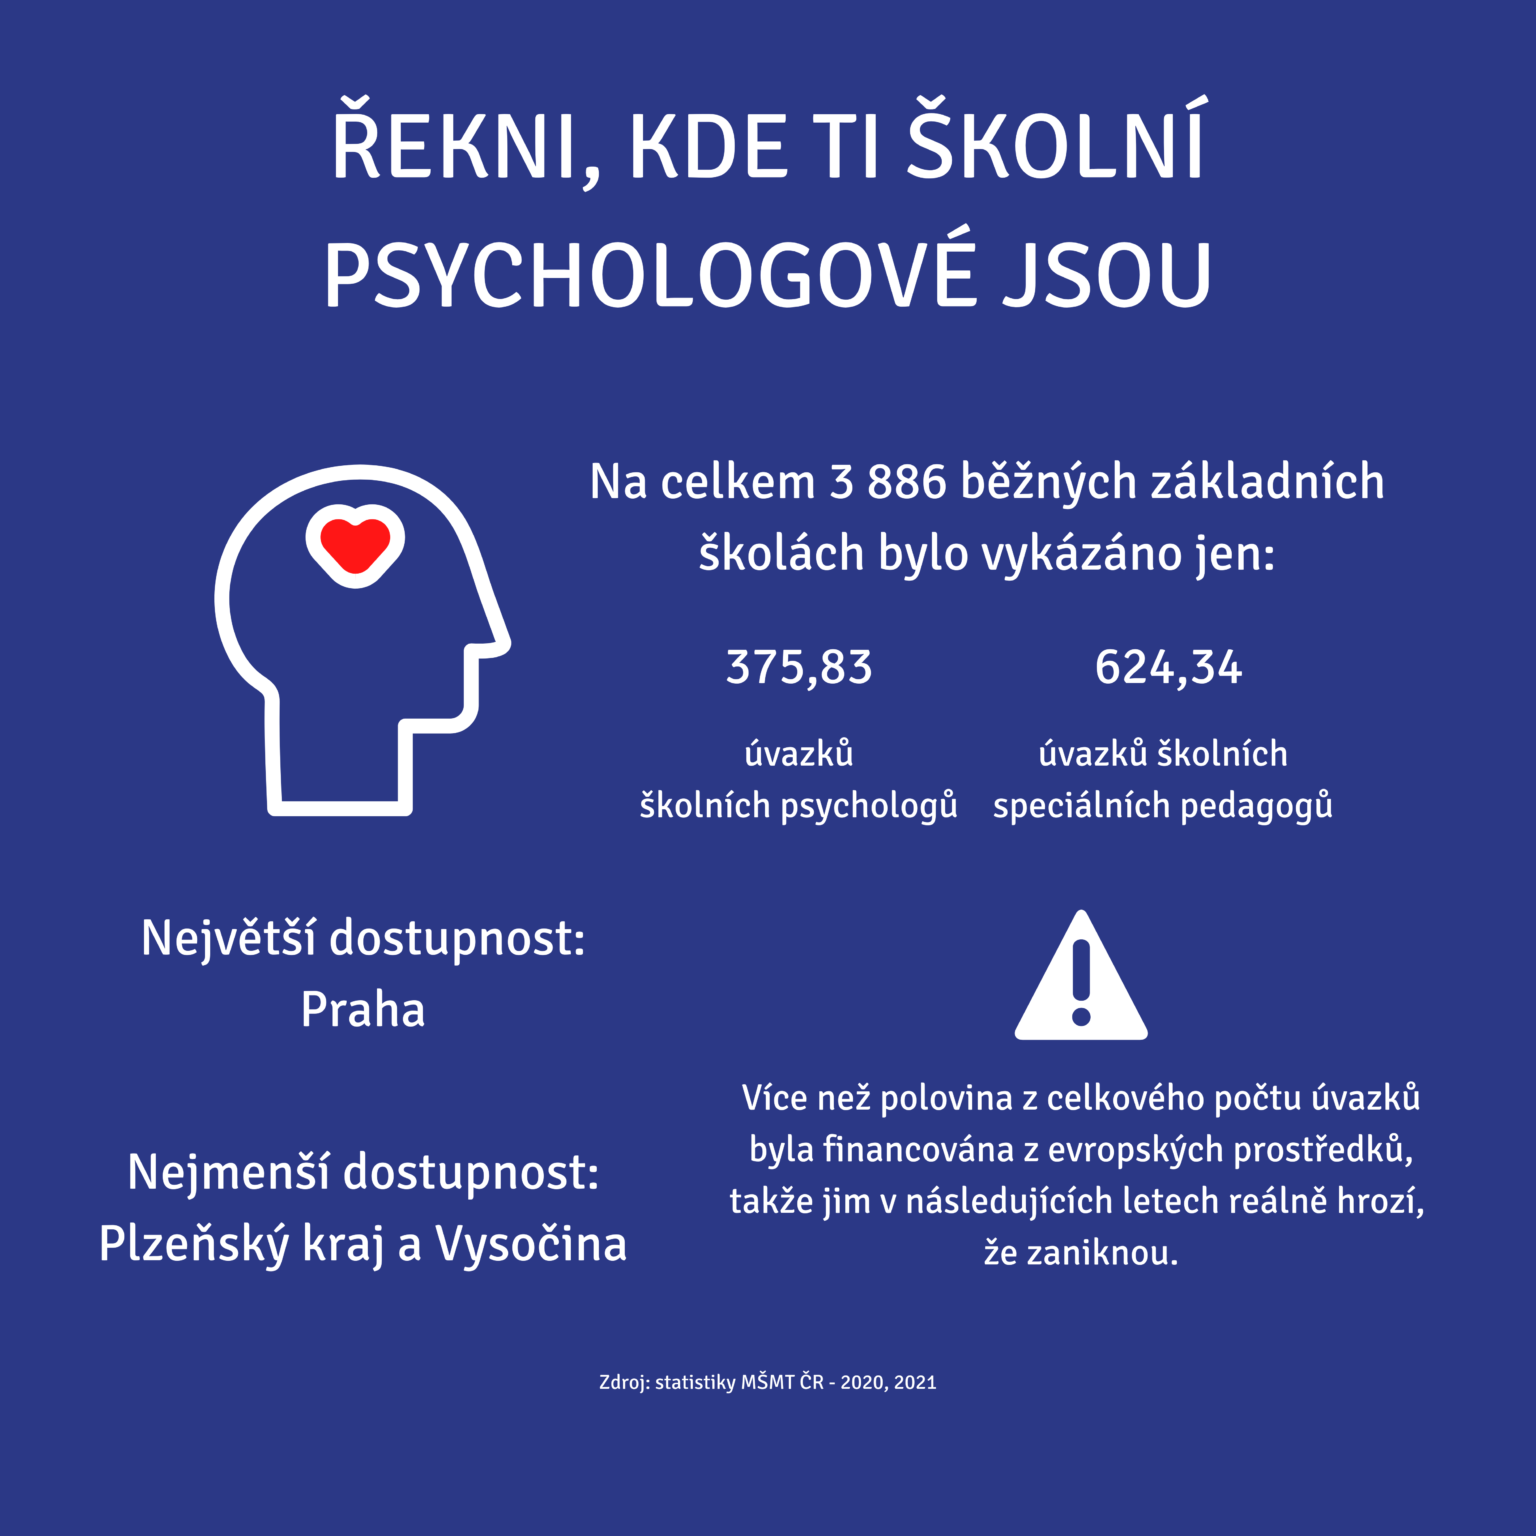 ŘEKNI, KDE TI ŠKOLNÍ
PSYCHOLOGOVÉ JSOU
Na celkem 3 886 běžných základních
školách bylo vykázáno jen:
375,83
úvazků
školních psychologů
624,34
úvazků školních
speciálních pedagogů
Největší dostupnost:
Praha
Nejmenší dostupnost:
Plzeňský kraj a Vysočina
Více než polovina z celkového počtu úvazků
byla financována z evropských prostředků,
takže jim v následujících letech reálně hrozí,
že zaniknou.
Zdroj: statistiky MŠMT ČR - 2020, 2021